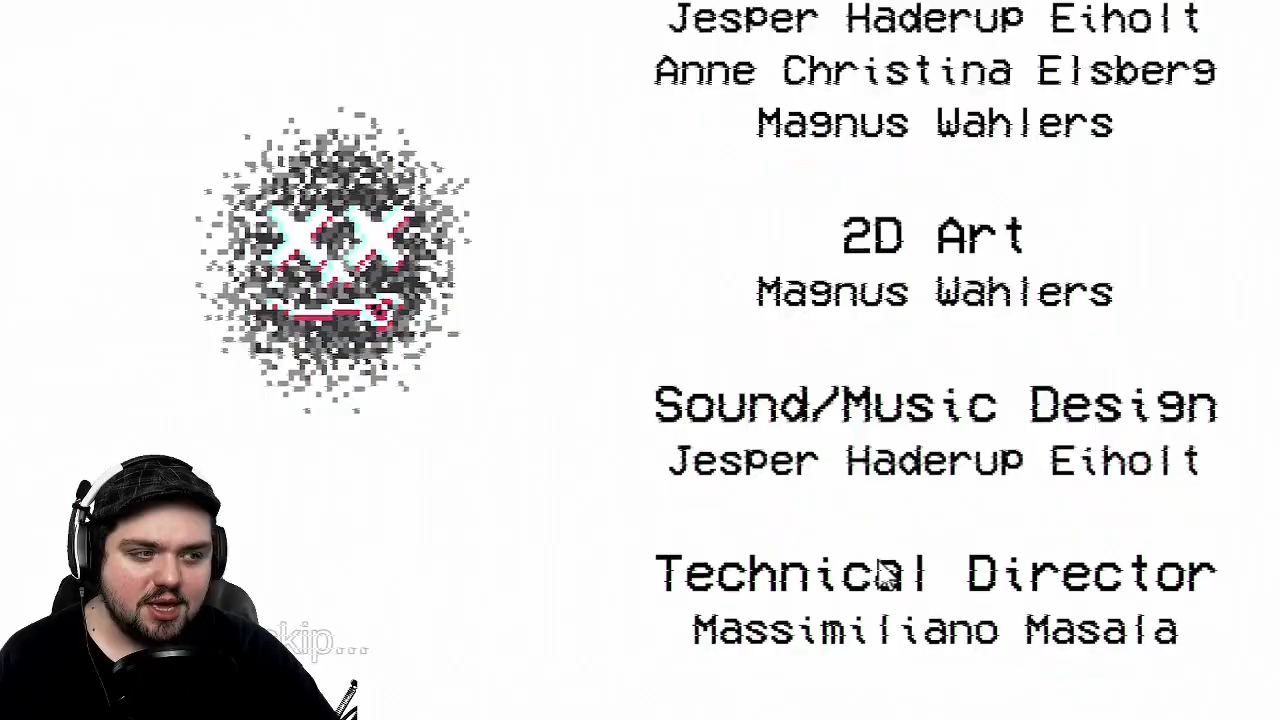 Jesper Haderup Eiholt
Anne Christina Elsberg
Magnus Wahlers
2D Art
Magnus Wahlers
Sound/Music Design
Jesper Haderup Eiholt
Technical Director
Massimiliano Masala